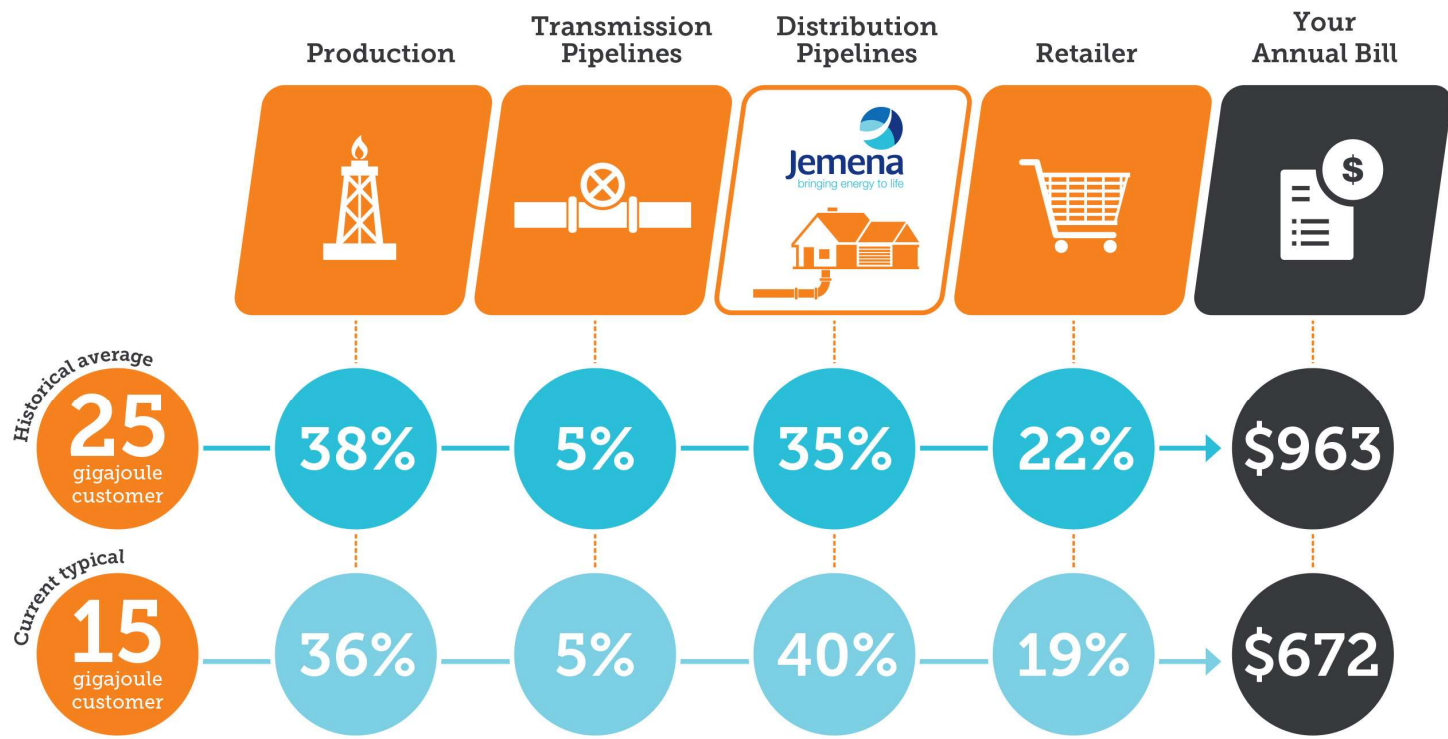 Production
Transmission
Pipelines
Distribution
Pipelines
Retailer
Your
Annual Bill
Jemena
bringing energy to life
$
Historical average
25
gigajoule
customer
38%
5%
35%
22%
$963
Current typical
15
gigajoule
customer
36%
5%
40%
19%
$672